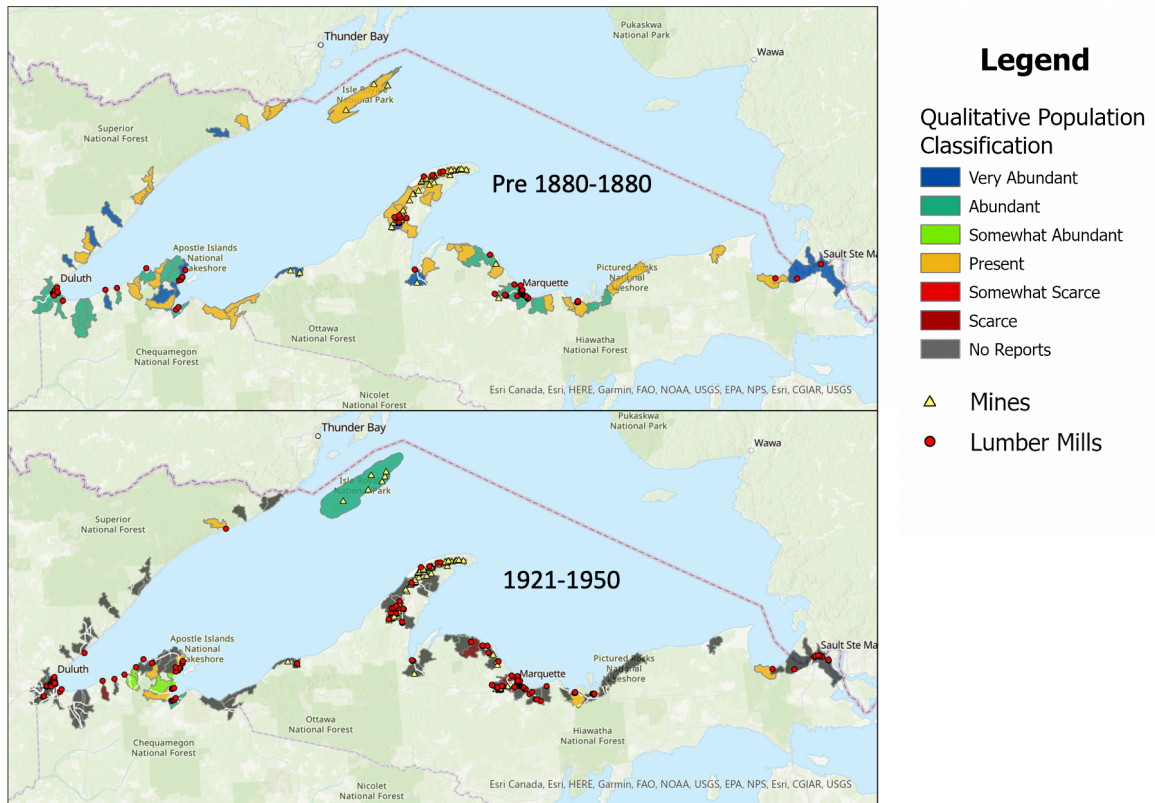 Thunder Bay
Pukaskwa
National Park
Wawa
Isle Royale
National Park
Superior
National Forest
Pre 1880-1880
Apostle Islands
National
Lakeshore
Duluth
Sault Ste Ma
Pictured Rocks
National
Lakeshore
Marquette
Ottawa
National Forest
Hiawatha
National Forest
Chequamegon
National Forest
Nicolet
National Forest
Esri Canada, Esri, HERE, Garmin, FAO, NOAA, USGS, EPA, NPS, Esri, CGIAR, USGS
Thunder Bay
Pukaskwa
National Park
Wawa
Isle Royale
National Park
Superior
National Forest
1921-1950
Apostle Islands
National
Lakeshore
Duluth
Sault Ste Ma
Pictured Rocks
National
Lakeshore
Marquette
Ottawa
National Forest
Hiawatha
National Forest
Chequamegon
National Forest
Nicolet
National Forest
Esri Canada, Esri, HERE, Garmin, FAO, NOAA, USGS, EPA, NPS, Esri, CGIAR, USGS
Legend
Qualitative Population
Classification
Very Abundant
Abundant
Somewhat Abundant
Present
Somewhat Scarce
Scarce
No Reports
Mines
Lumber Mills